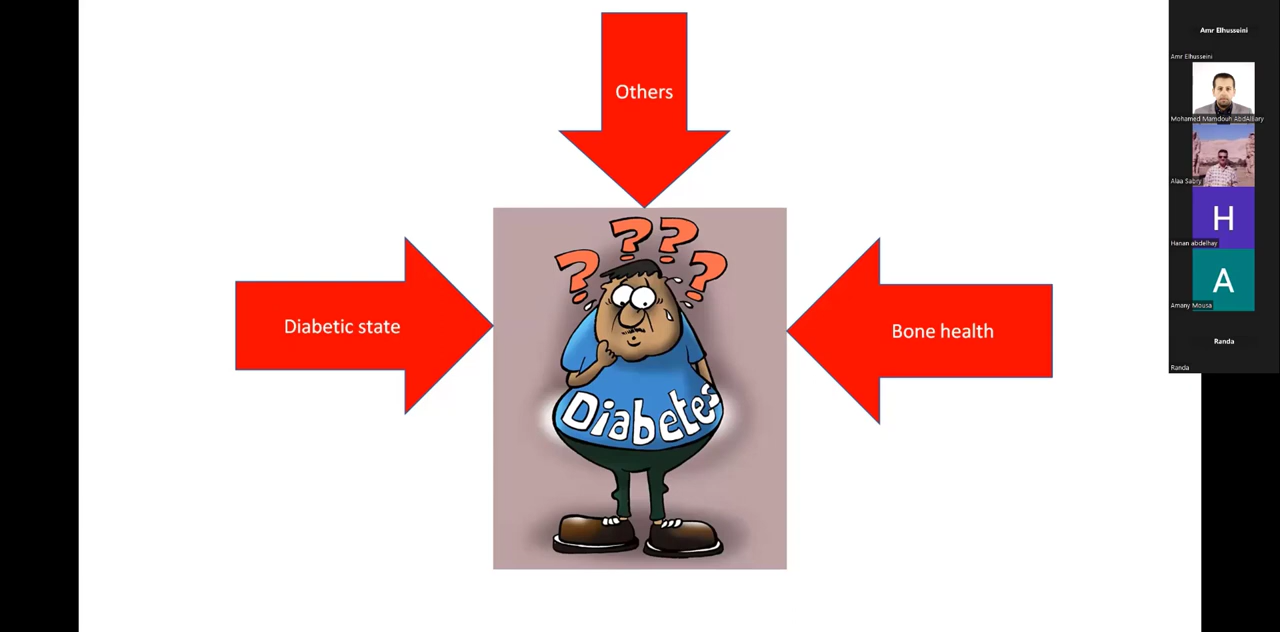 Others
Diabetic state
????
Diabetes
Bone health
Amr Elhusseini
Amr Elhusseini
Mohamed Mamdouh AbdAlbary
Alaa Sabry
H
Hanan abdelhay
A
Amany Mousa
Randa
Randa